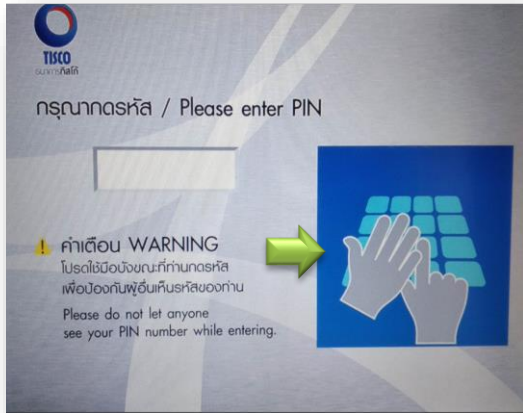 TISCO
ธนาคารทิสโก้
กรุณากดรหัส / Please enter PIN
คำเตือน WARNING
โปรดใช้มือบังขณะที่ท่านกดรหัส
เพื่อป้องกันผู้อื่นเห็นรหัสของท่าน
Please do not let anyone
see your PIN number while entering.